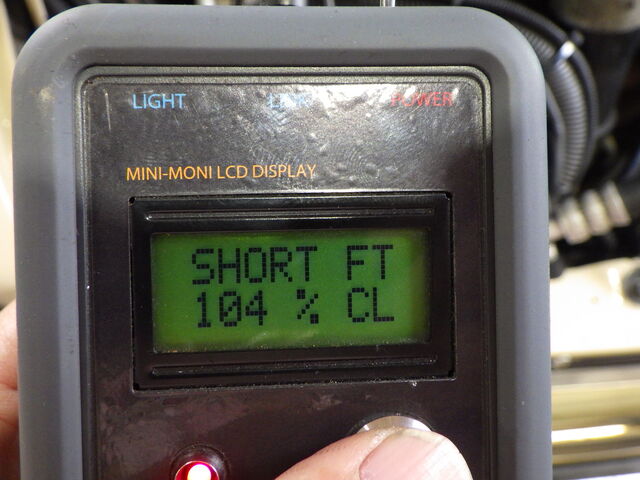 LIGHT POWER
MINI-MONI LCD DISPLAY
SHORT FT
104 % CL